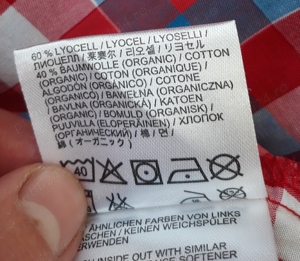 60 % LYOCELL / LYOCEL / LYOSELLI /
ЛИОЦЕЛЛ / 莱赛尔 / 리오셀 / リヨセル
40 % BAUMWOLLE (ORGANIC) / COTTON
(ORGANIC) / COTON (ORGANIC) / COTONE
ALGODÓN (ORGÁNICO) /
(ORGANICO) / BAWEŁNA (ORGANICZNA)
/ BAVLNA (ORGANICKÁ) / KATOEN
(ORGANIC) / BOMULD (ORGANISK) /
PUUVILLA (ELOPERÄINEN) / ХЛОПОК
(ОРГАНИЧЕСКИЙ) / 棉 / 면 /
綿 (オーガニック)
40
ÄHNLICHEN FARBEN VON LINKS
WASCHEN / KEINEN WEICHSPÜLER
VERWENDEN
INSIDE OUT WITH SIMILAR
SOFTENER